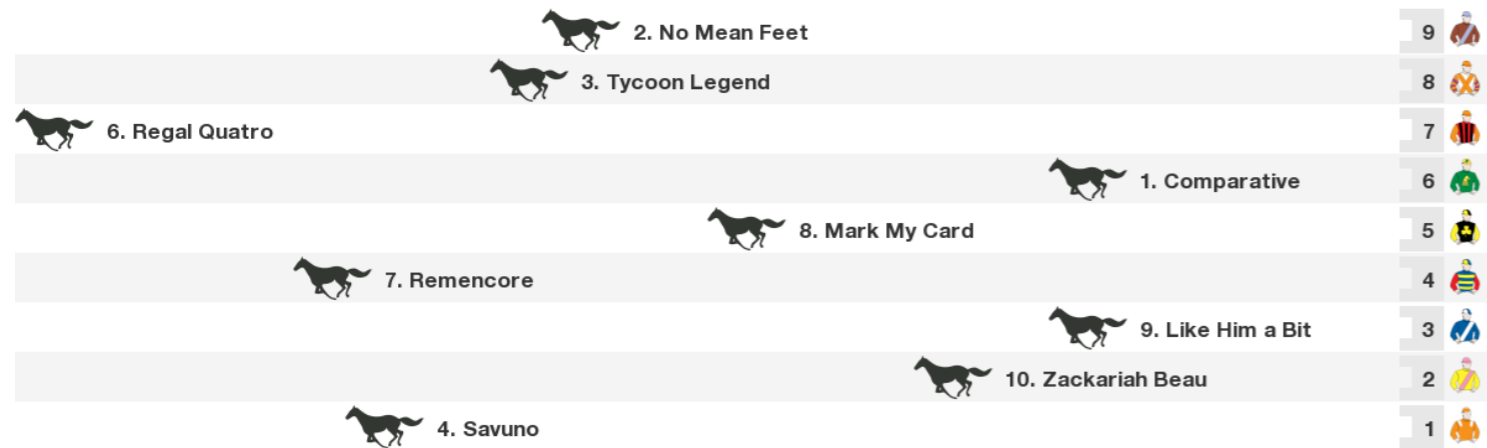 2. No Mean Feet 9
3. Tycoon Legend 8
6. Regal Quatro 7
1. Comparative 6
8. Mark My Card 5
7. Remencore 4
9. Like Him a Bit 3
10. Zackariah Beau 2
4. Savuno 1